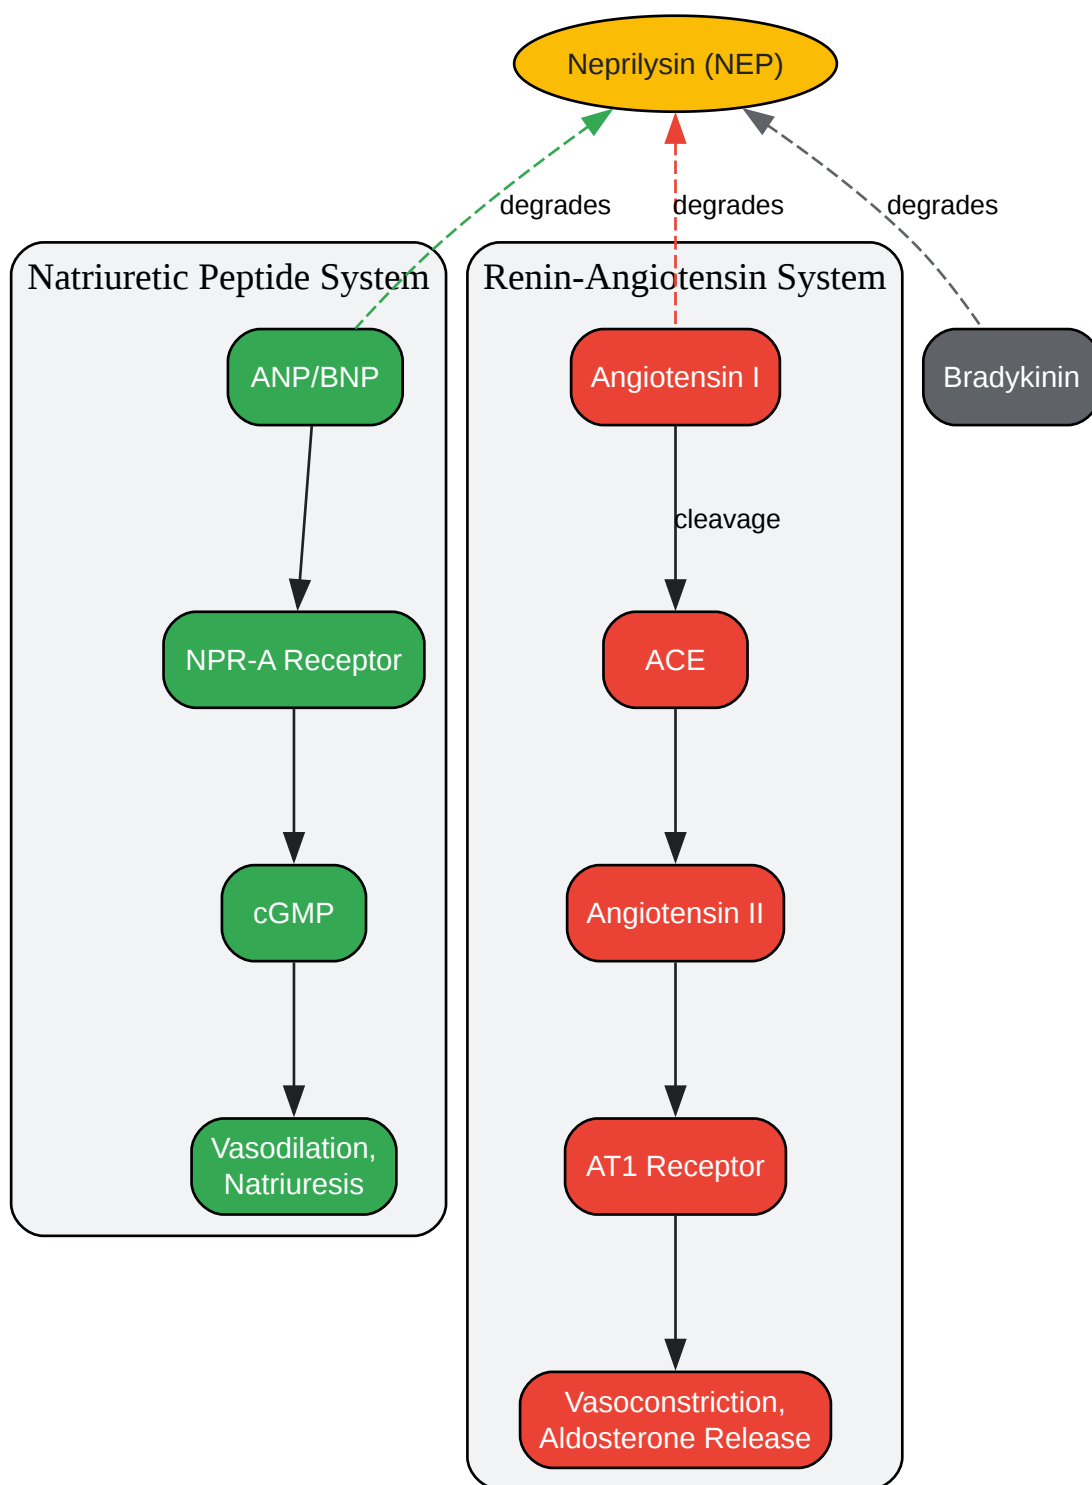 Neprilysin (NEP)
degrades
degrades
degrades
Natriuretic Peptide System
Renin-Angiotensin System
ANP/BNP
Angiotensin I
Bradykinin
cleavage
NPR-A Receptor
ACE
cGMP
Angiotensin II
Vasodilation,
Natriuresis
AT1 Receptor
Vasoconstriction,
Aldosterone Release